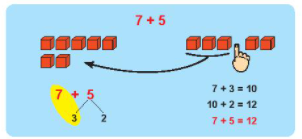 7 + 5
7 + 5
3 2
7 + 3 = 10
10 + 2 = 12
7 + 5 = 12